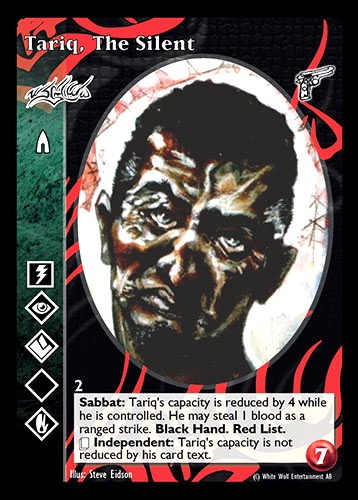 Tariq, The Silent
2
Sabbat: Tariq's capacity is reduced by 4 while
he is controlled. He may steal 1 blood as a
ranged strike. Black Hand. Red List.
Independent: Tariq's capacity is not
reduced by his card text.
7
Illus: Steve Eidson
(C) White Wolf Entertainment AB